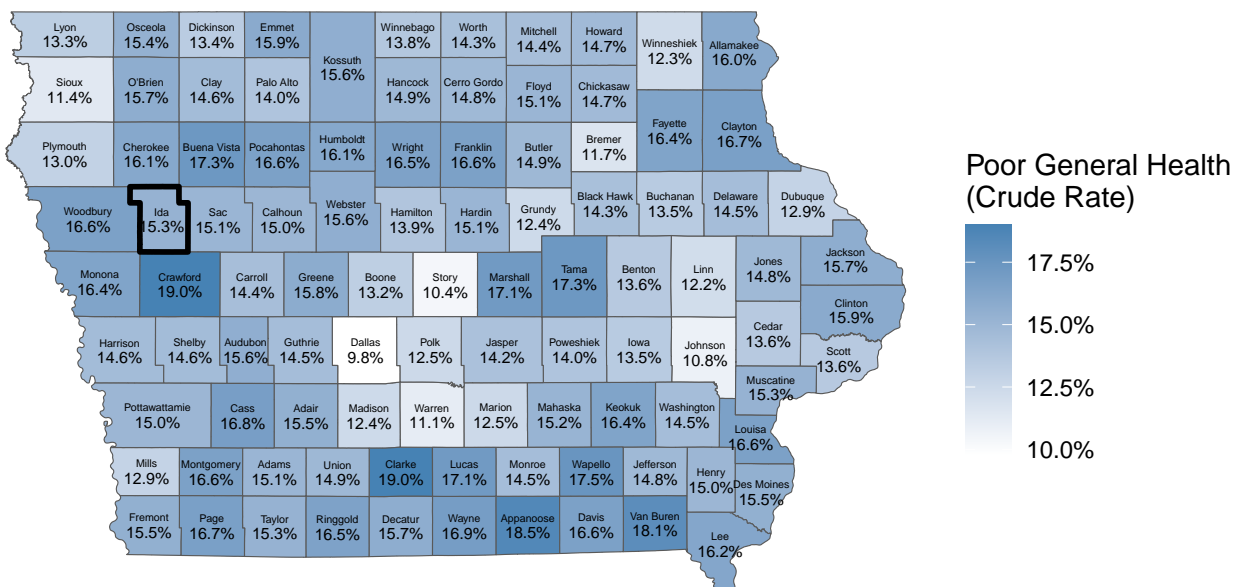 Lyon
13.3%
Osceola
15.4%
Dickinson
13.4%
Emmet
15.9%
Kossuth
15.6%
Winnebago
13.8%
Worth
14.3%
Mitchell
14.4%
Howard
14.7%
Winneshiek
12.3%
Allamakee
16.0%
Sioux
11.4%
O'Brien
15.7%
Clay
14.6%
Palo Alto
14.0%
Hancock
14.9%
Cerro Gordo
14.8%
Floyd
15.1%
Chickasaw
14.7%
Fayette
16.4%
Clayton
16.7%
Plymouth
13.0%
Cherokee
16.1%
Buena Vista
17.3%
Pocahontas
16.6%
Humboldt
16.1%
Wright
16.5%
Franklin
16.6%
Butler
14.9%
Bremer
11.7%
Woodbury
16.6%
Ida
15.3%
Sac
15.1%
Calhoun
15.0%
Webster
15.6%
Hamilton
13.9%
Hardin
15.1%
Grundy
12.4%
Black Hawk
14.3%
Buchanan
13.5%
Delaware
14.5%
Dubuque
12.9%
Monona
16.4%
Crawford
19.0%
Carroll
14.4%
Greene
15.8%
Boone
13.2%
Story
10.4%
Marshall
17.1%
Tama
17.3%
Benton
13.6%
Linn
12.2%
Jones
14.8%
Jackson
15.7%
Clinton
15.9%
Harrison
14.6%
Shelby
14.6%
Audubon
15.6%
Guthrie
14.5%
Dallas
9.8%
Polk
12.5%
Jasper
14.2%
Poweshiek
14.0%
Iowa
13.5%
Johnson
10.8%
Cedar
13.6%
Scott
13.6%
Muscatine
15.3%
Pottawattamie
15.0%
Cass
16.8%
Adair
15.5%
Madison
12.4%
Warren
11.1%
Marion
12.5%
Mahaska
15.2%
Keokuk
16.4%
Washington
14.5%
Louisa
16.6%
Mills
12.9%
Montgomery
16.6%
Adams
15.1%
Union
14.9%
Clarke
19.0%
Lucas
17.1%
Monroe
14.5%
Wapello
17.5%
Jefferson
14.8%
Henry
15.0%
Des Moines
15.5%
Fremont
15.5%
Page
16.7%
Taylor
15.3%
Ringgold
16.5%
Decatur
15.7%
Wayne
16.9%
Appanoose
18.5%
Davis
16.6%
Van Buren
18.1%
Lee
16.2%
Poor General Health
(Crude Rate)
17.5%
15.0%
12.5%
10.0%